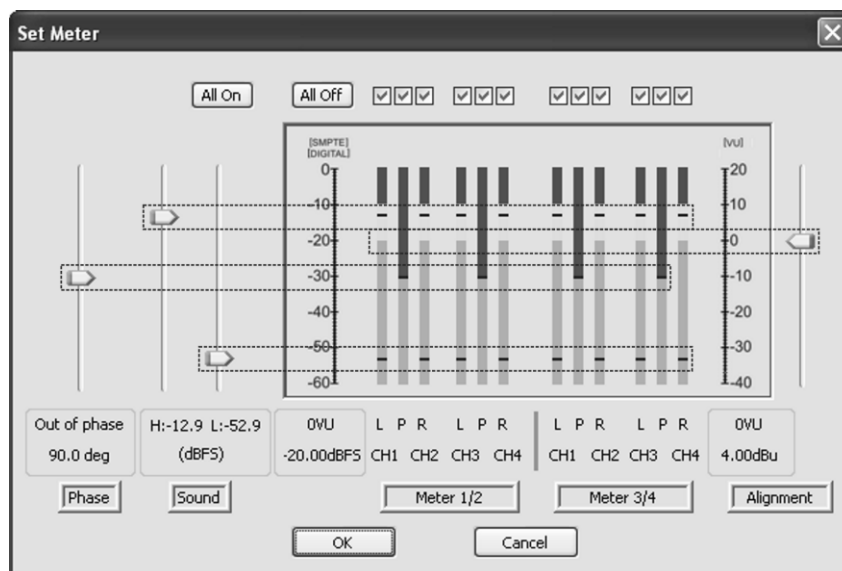 Set Meter
All On All Off
[SMPTE] [VU]
[DIGITAL]
0 20
-10 10
-20 0
-30 -10
-40 -20
-50 -30
-60 -40
Out of phase H:-12.9 L:-52.9 0VU L P R L P R L P R L P R 0VU
90.0 deg (dBFS) -20.00dBFS CH1 CH2 CH3 CH4 CH1 CH2 CH3 CH4 4.00dBu
Phase Sound Meter 1/2 Meter 3/4 Alignment
OK Cancel